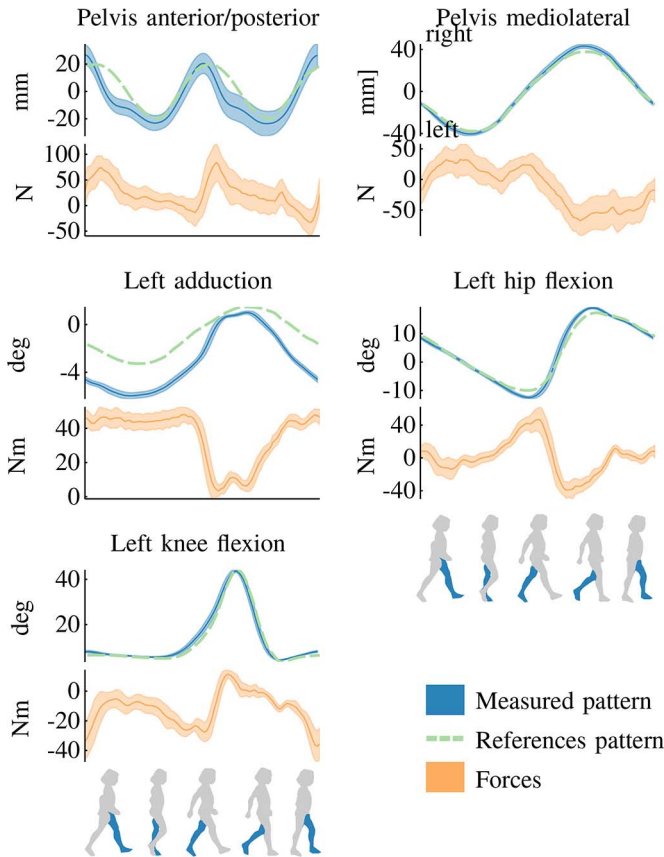 Pelvis anterior/posterior
mm
20
0
-20
N
100
50
0
-50
Pelvis mediolateral
right
mm]
40
0
-40
left
N
50
0
-50
Left adduction
deg
0
-4
Nm
40
20
0
Left hip flexion
deg
10
0
-10
Nm
40
0
-40
Left knee flexion
deg
40
20
Nm
0
-20
-40
Measured pattern
References pattern
Forces